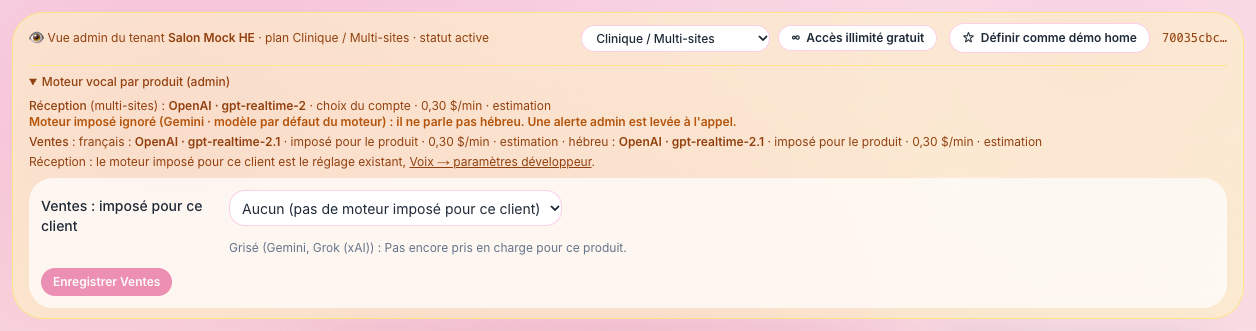 👁 Vue admin du tenant Salon Mock HE · plan Clinique / Multi-sites · statut active
Clinique / Multi-sites
∞ Accès illimité gratuit
☆ Définir comme démo home
70035cbc…
▼ Moteur vocal par produit (admin)
Réception (multi-sites) : OpenAI · gpt-realtime-2 · choix du compte · 0,30 $/min · estimation
Moteur imposé ignoré (Gemini · modèle par défaut du moteur) : il ne parle pas hébreu. Une alerte admin est levée à l'appel.
Ventes : français : OpenAI · gpt-realtime-2.1 · imposé pour le produit · 0,30 $/min · estimation · hébreu : OpenAI · gpt-realtime-2.1 · imposé pour le produit · 0,30 $/min · estimation
Réception : le moteur imposé pour ce client est le réglage existant, Voix → paramètres développeur.
Ventes : imposé pour ce
client
Aucun (pas de moteur imposé pour ce client)
Grisé (Gemini, Grok (xAI)) : Pas encore pris en charge pour ce produit.
Enregistrer Ventes